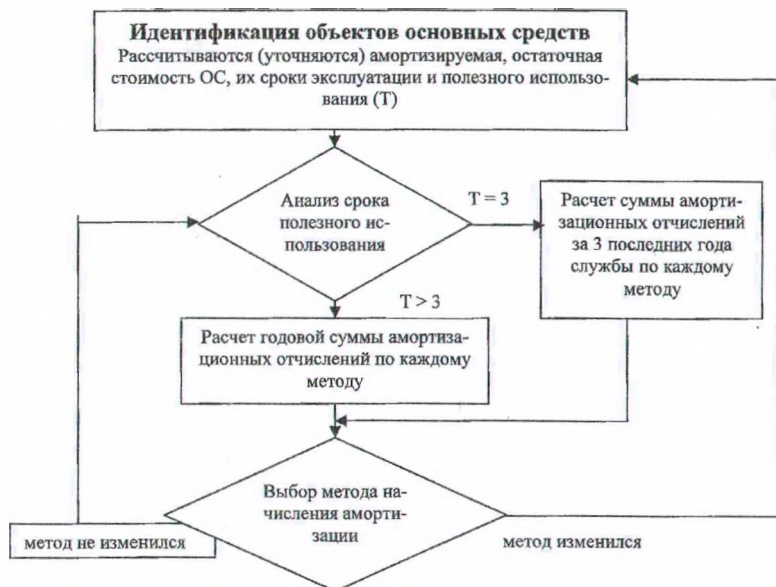 Идентификация объектов основных средств
Рассчитываются (уточняются) амортизируемая, остаточная
стоимость ОС, их сроки эксплуатации и полезного использо-
вания (Т)
Анализ срока
полезного ис-
пользования
Т = 3
Расчет суммы аморти-
зационных отчислений
за 3 последних года
службы по каждому
методу
Т > 3
Расчет годовой суммы амортиза-
ционных отчислений по каждому
методу
Выбор метода на-
числения аморти-
зации
метод не изменился
метод изменился